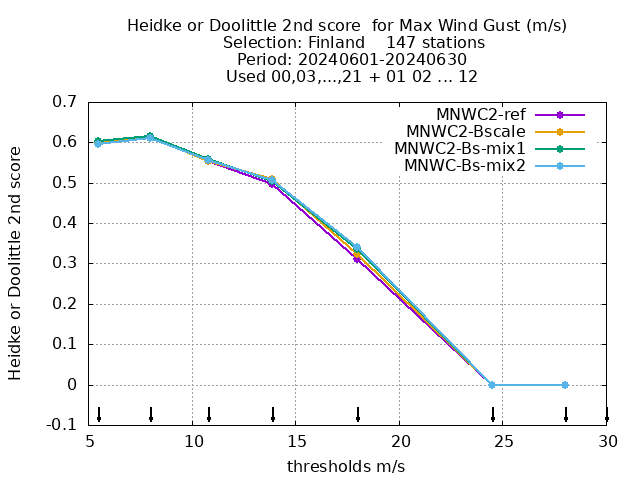 Heidke or Doolittle 2nd score  for Max Wind Gust (m/s)
Selection: Finland    147 stations
Period: 20240601-20240630
Used 00,03,...,21 + 01 02 ... 12
MNWC2-ref
MNWC2-Bscale
MNWC2-Bs-mix1
MNWC-Bs-mix2
Heidke or Doolittle 2nd score
0.7
0.6
0.5
0.4
0.3
0.2
0.1
0
-0.1
5 10 15 20 25 30
thresholds m/s